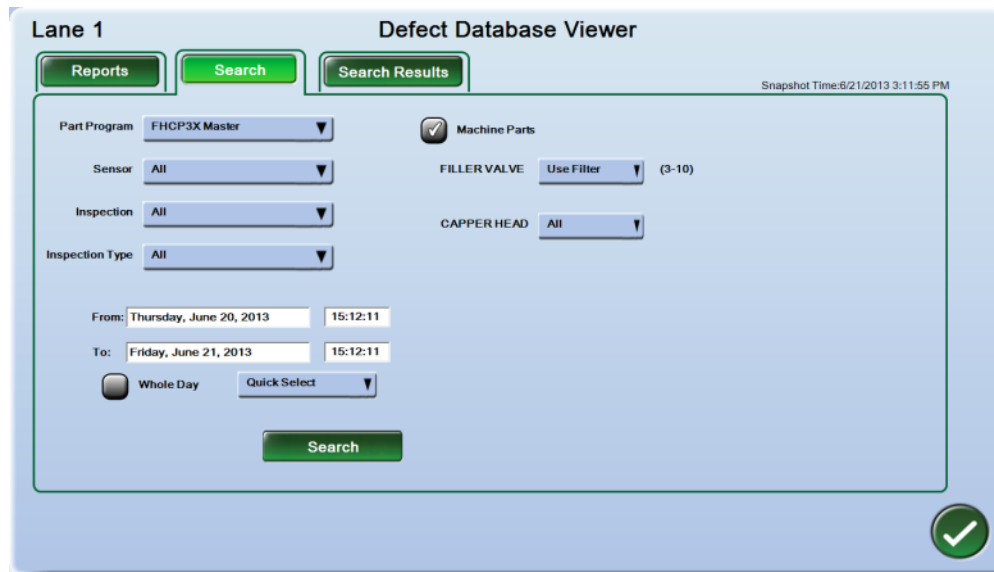 Lane 1
Defect Database Viewer
Reports
Search
Search Results
Snapshot Time:6/21/2013 3:11:55 PM
Part Program
FHCP3X Master
Machine Parts
Sensor
All
FILLER VALVE
Use Filter
(3-10)
Inspection
All
CAPPER HEAD
All
Inspection Type
All
From:
Thursday, June 20, 2013
15:12:11
To:
Friday, June 21, 2013
15:12:11
Whole Day
Quick Select
Search